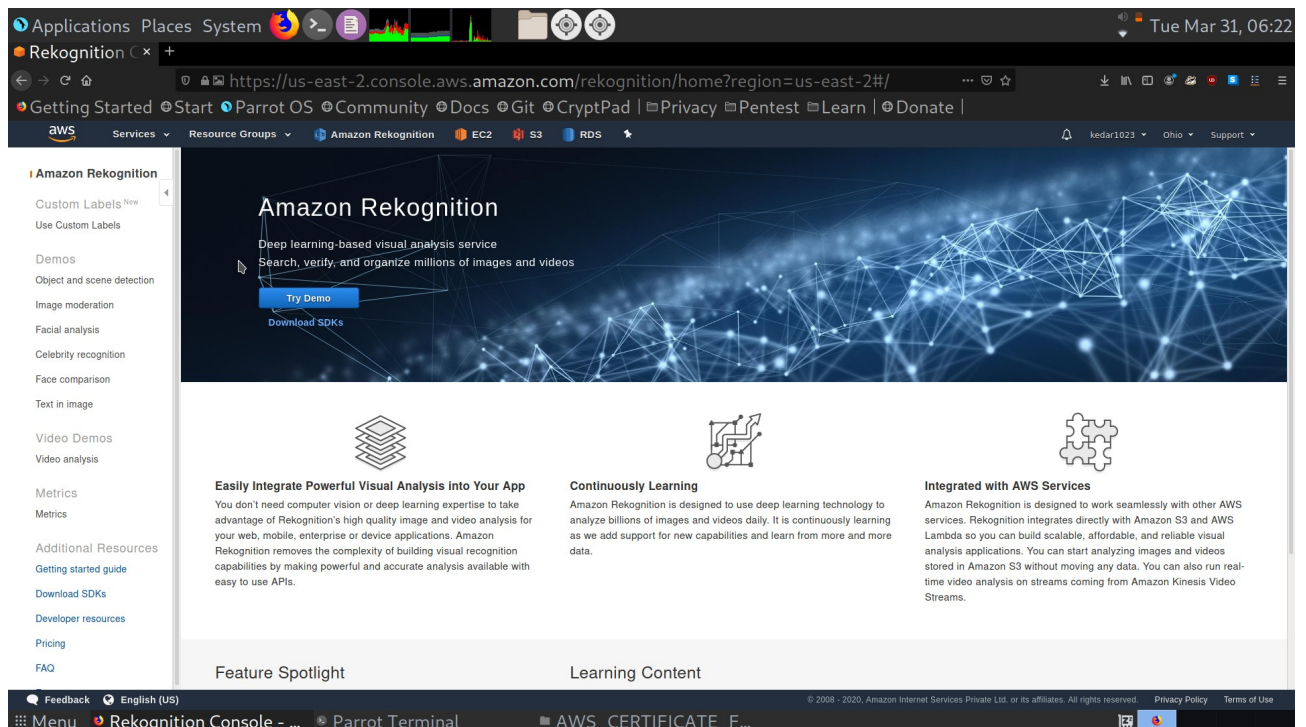 Applications Places System
Tue Mar 31, 06:22
Rekognition C × +
https://us-east-2.console.aws.amazon.com/rekognition/home?region=us-east-2#/
Getting Started Start Parrot OS Community Docs Git CryptPad Privacy Pentest Learn Donate
aws Services Resource Groups Amazon Rekognition EC2 S3 RDS kedar1023 Ohio Support
Amazon Rekognition
Custom Labels New
Use Custom Labels
Demos
Object and scene detection
Image moderation
Facial analysis
Celebrity recognition
Face comparison
Text in image
Video Demos
Video analysis
Metrics
Metrics
Additional Resources
Getting started guide
Download SDKs
Developer resources
Pricing
FAQ
Amazon Rekognition
Deep learning-based visual analysis service
Search, verify, and organize millions of images and videos
Try Demo
Download SDKs
Easily Integrate Powerful Visual Analysis into Your App
You don't need computer vision or deep learning expertise to take
advantage of Rekognition's high quality image and video analysis for
your web, mobile, enterprise or device applications. Amazon
Rekognition removes the complexity of building visual recognition
capabilities by making powerful and accurate analysis available with
easy to use APIs.
Continuously Learning
Amazon Rekognition is designed to use deep learning technology to
analyze billions of images and videos daily. It is continuously learning
as we add support for new capabilities and learn from more and more
data.
Integrated with AWS Services
Amazon Rekognition is designed to work seamlessly with other AWS
services. Rekognition integrates directly with Amazon S3 and AWS
Lambda so you can build scalable, affordable, and reliable visual
analysis applications. You can start analyzing images and videos
stored in Amazon S3 without moving any data. You can also run real-
time video analysis on streams coming from Amazon Kinesis Video
Streams.
Feature Spotlight
Learning Content
Feedback English (US)
© 2008 - 2020, Amazon Internet Services Private Ltd. or its affiliates. All rights reserved. Privacy Policy Terms of Use
Menu Rekognition Console - ... Parrot Terminal AWS_CERTIFICATE_F...